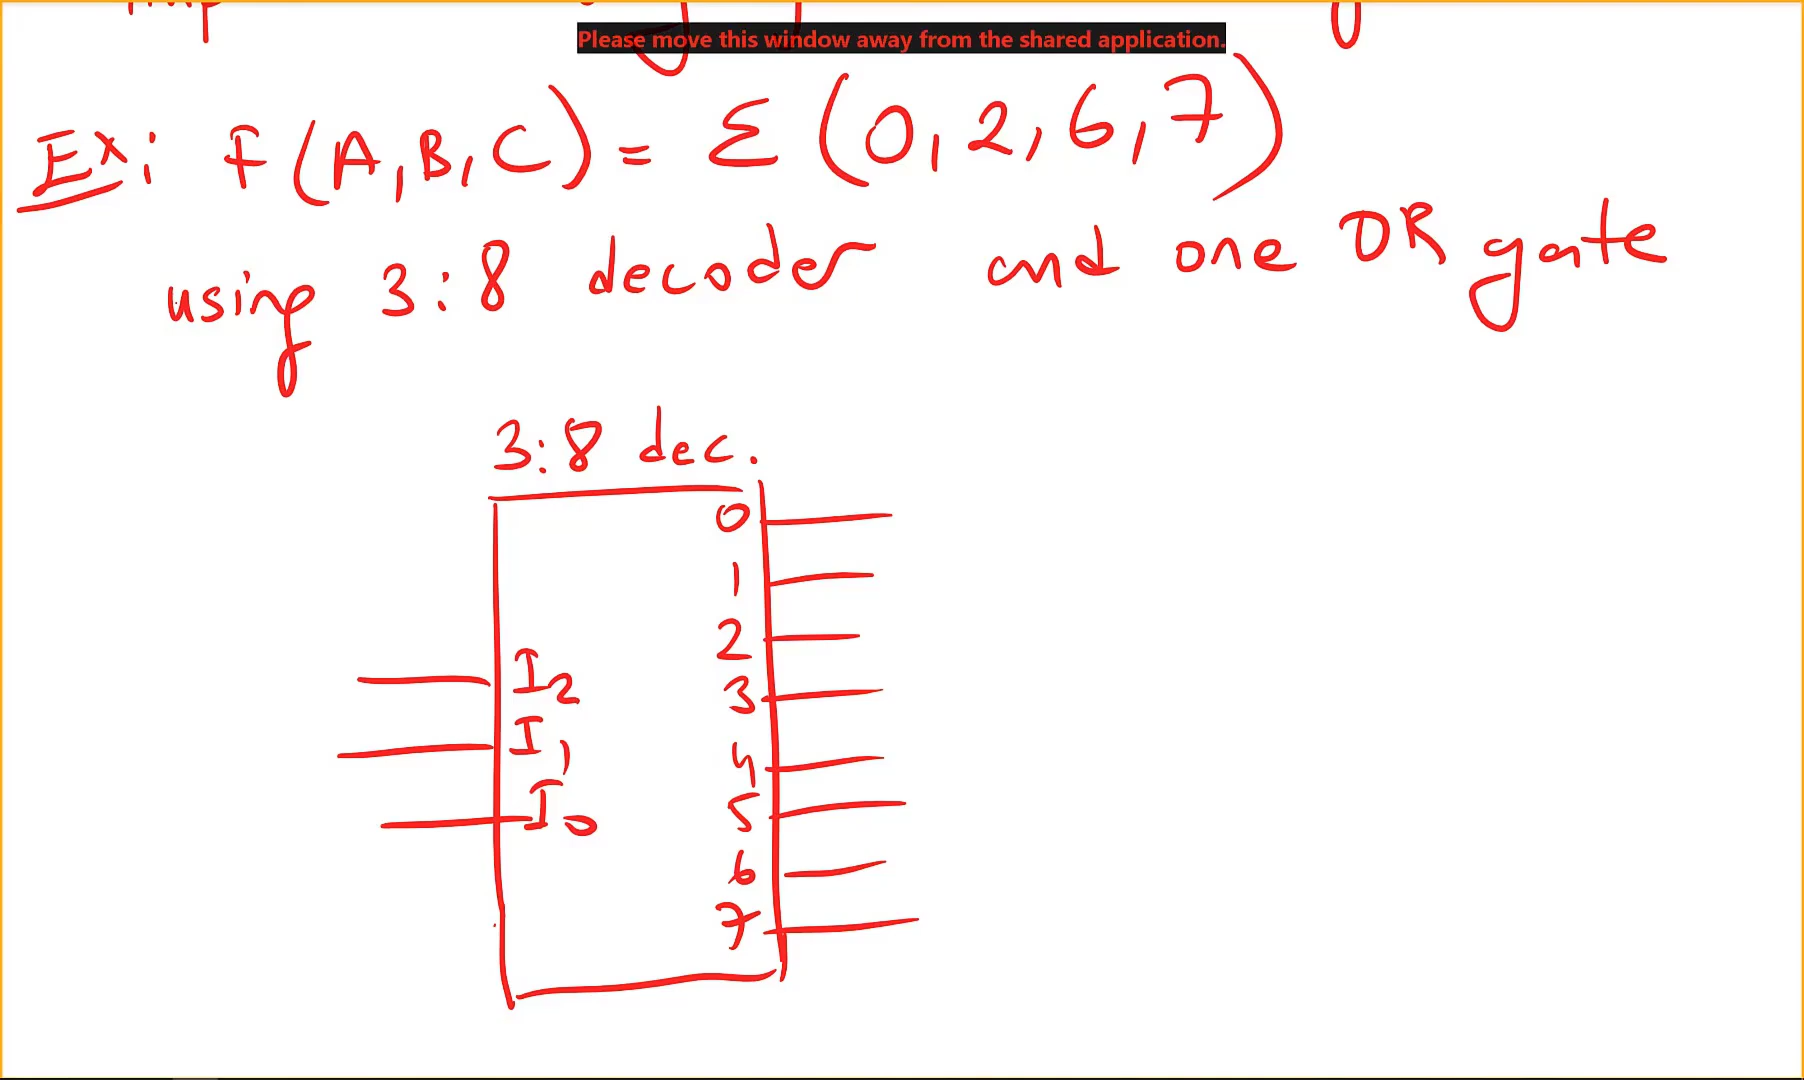 Please move this window away from the shared application.
Ex: F(A,B,C) = Σ(0,2,6,7)
using 3:8 decoder and one OR gate
3:8 dec.
0
1
2
I2 3
I1 4
I0 5
6
7